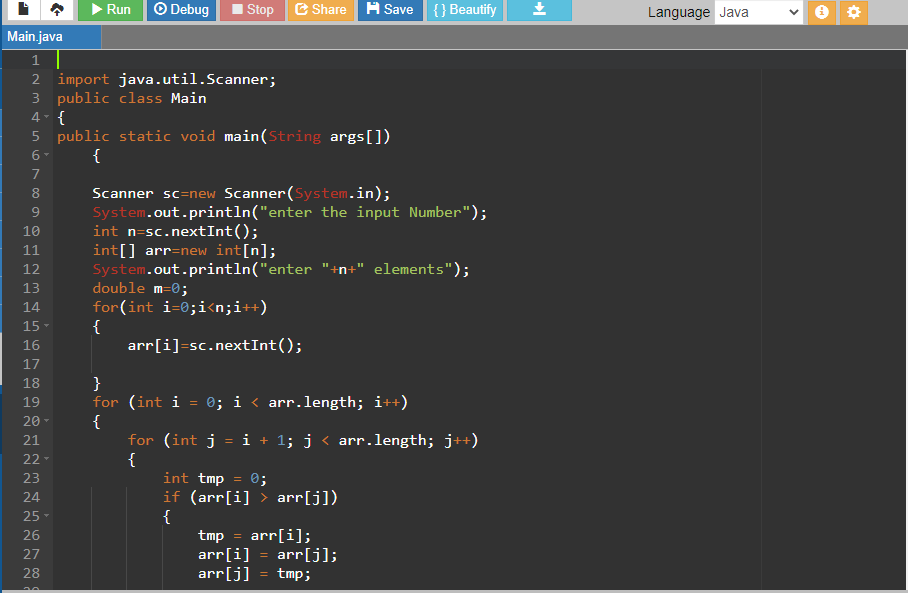 Run Debug Stop Share Save { } Beautify Language Java
Main.java
1
2 import java.util.Scanner;
3 public class Main
4 {
5 public static void main(String args[])
6 {
7
8 Scanner sc=new Scanner(System.in);
9 System.out.println("enter the input Number");
10 int n=sc.nextInt();
11 int[] arr=new int[n];
12 System.out.println("enter "+n+" elements");
13 double m=0;
14 for(int i=0;i<n;i++)
15 {
16 arr[i]=sc.nextInt();
17
18 }
19 for (int i = 0; i < arr.length; i++)
20 {
21 for (int j = i + 1; j < arr.length; j++)
22 {
23 int tmp = 0;
24 if (arr[i] > arr[j])
25 {
26 tmp = arr[i];
27 arr[i] = arr[j];
28 arr[j] = tmp;